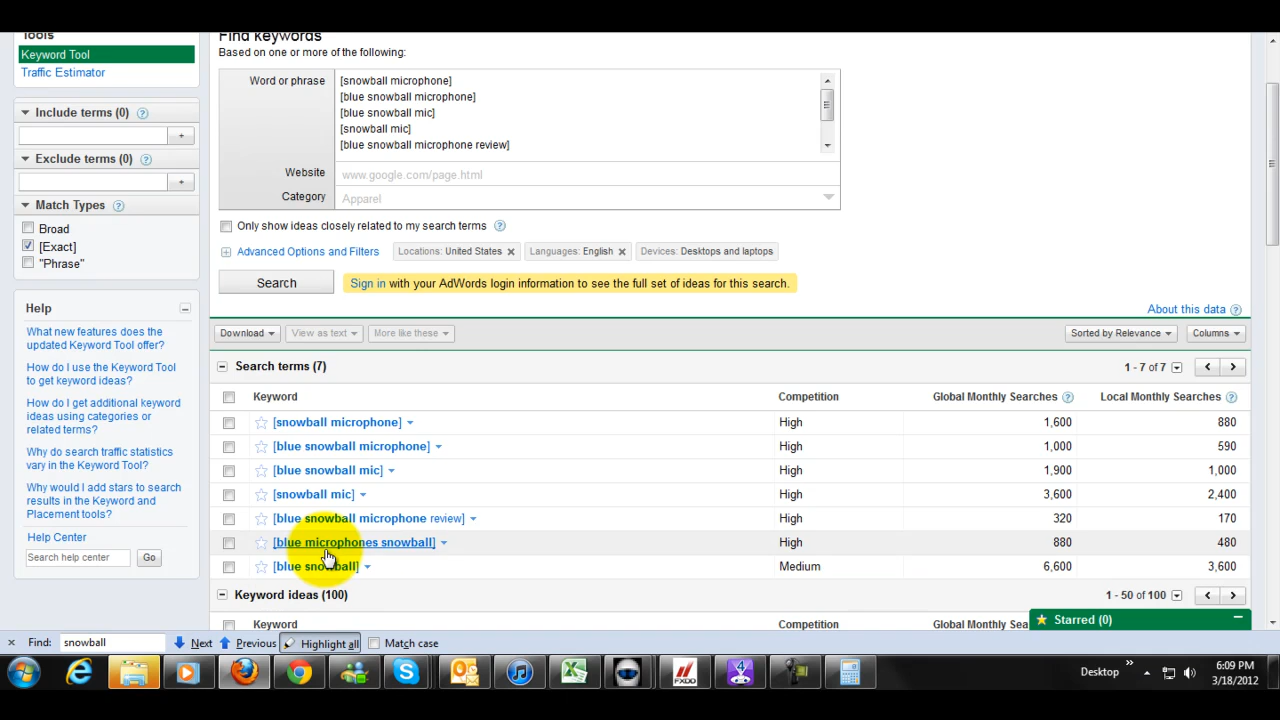 Tools
Keyword Tool
Traffic Estimator
Include terms (0) ?
+
Exclude terms (0) ?
+
Match Types ?
Broad
[Exact]
"Phrase"
Help
What new features does the
updated Keyword Tool offer?
How do I use the Keyword Tool
to get keyword ideas?
How do I get additional keyword
ideas using categories or
related terms?
Why do search traffic statistics
vary in the Keyword Tool?
Why would I add stars to search
results in the Keyword and
Placement tools?
Help Center
Search help center Go
Find keywords
Based on one or more of the following:
Word or phrase
[snowball microphone]
[blue snowball microphone]
[blue snowball mic]
[snowball mic]
[blue snowball microphone review]
Website www.google.com/page.html
Category Apparel
Only show ideas closely related to my search terms ?
Advanced Options and Filters Locations: United States Languages: English Devices: Desktops and laptops
Search Sign in with your AdWords login information to see the full set of ideas for this search.
About this data ?
Download View as text More like these Sorted by Relevance Columns
Search terms (7) 1 - 7 of 7
Keyword Competition Global Monthly Searches ? Local Monthly Searches ?
[snowball microphone] High 1,600 880
[blue snowball microphone] High 1,000 590
[blue snowball mic] High 1,900 1,000
[snowball mic] High 3,600 2,400
[blue snowball microphone review] High 320 170
[blue microphones snowball] High 880 480
[blue snowball] Medium 6,600 3,600
Keyword ideas (100) 1 - 50 of 100
Keyword Competition Global Monthly Sea
Starred (0)
Find: snowball Next Previous Highlight all Match case
Desktop
6:09 PM
3/18/2012